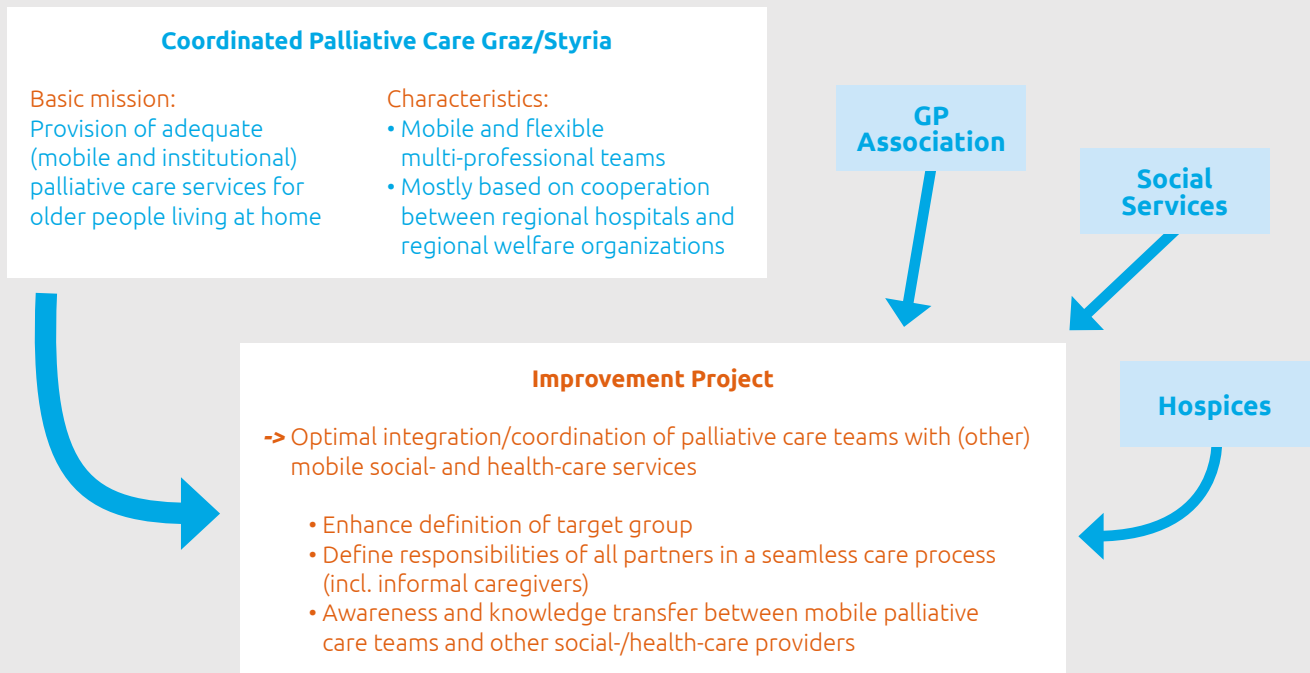 Coordinated Palliative Care Graz/Styria
Basic mission:
Provision of adequate
(mobile and institutional)
palliative care services for
older people living at home
Characteristics:
• Mobile and flexible
multi-professional teams
• Mostly based on cooperation
between regional hospitals and
regional welfare organizations
GP
Association
Social
Services
Hospices
Improvement Project
-> Optimal integration/coordination of palliative care teams with (other)
mobile social- and health-care services
• Enhance definition of target group
• Define responsibilities of all partners in a seamless care process
(incl. informal caregivers)
• Awareness and knowledge transfer between mobile palliative
care teams and other social-/health-care providers